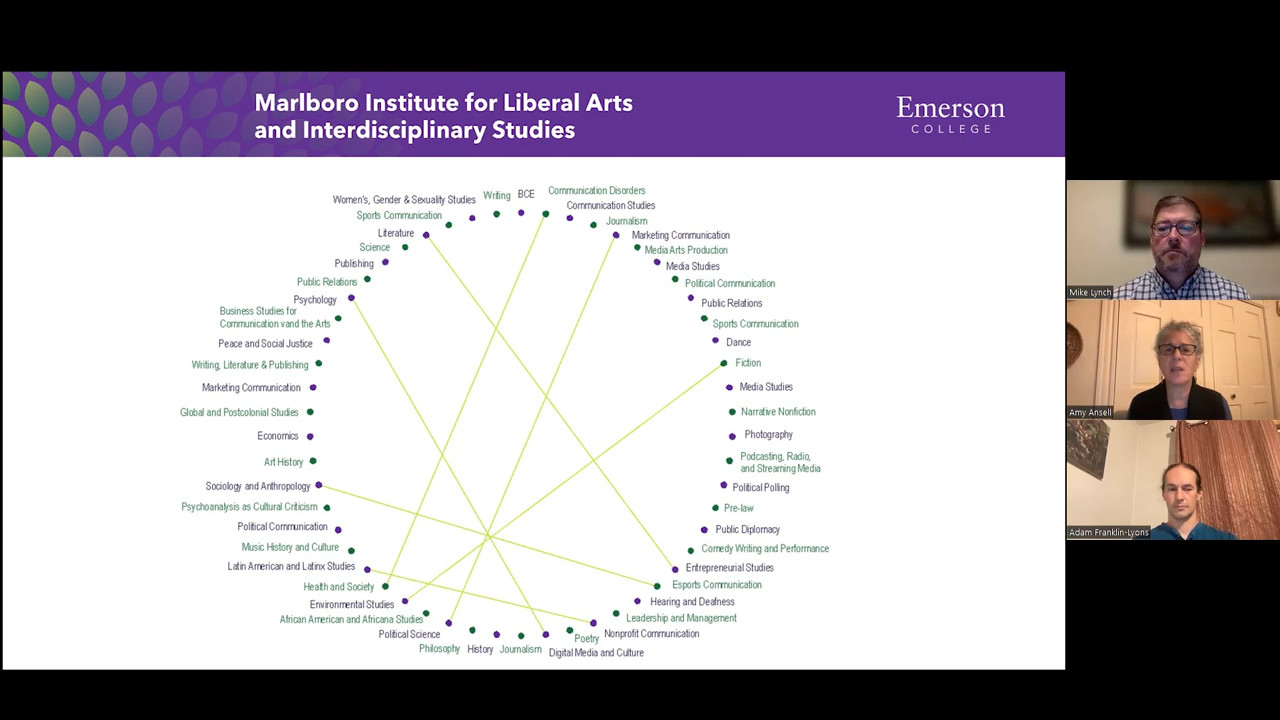 Marlboro Institute for Liberal Arts
and Interdisciplinary Studies
Emerson
COLLEGE
Women's, Gender & Sexuality Studies
Writing
BCE
Communication Disorders
Sports Communication
Communication Studies
Literature
Journalism
Science
Marketing Communication
Publishing
Media Arts Production
Public Relations
Media Studies
Psychology
Political Communication
Business Studies for
Communication vand the Arts
Public Relations
Peace and Social Justice
Sports Communication
Writing, Literature & Publishing
Dance
Marketing Communication
Fiction
Global and Postcolonial Studies
Media Studies
Economics
Narrative Nonfiction
Art History
Photography
Sociology and Anthropology
Podcasting, Radio,
and Streaming Media
Psychoanalysis as Cultural Criticism
Political Polling
Political Communication
Pre-law
Music History and Culture
Public Diplomacy
Latin American and Latinx Studies
Comedy Writing and Performance
Health and Society
Entrepreneurial Studies
Environmental Studies
Esports Communication
African American and Africana Studies
Hearing and Deafness
Political Science
Leadership and Management
Philosophy
History
Journalism
Digital Media and Culture
Poetry
Nonprofit Communication
Mike Lynch
Amy Ansell
Adam Franklin-Lyons